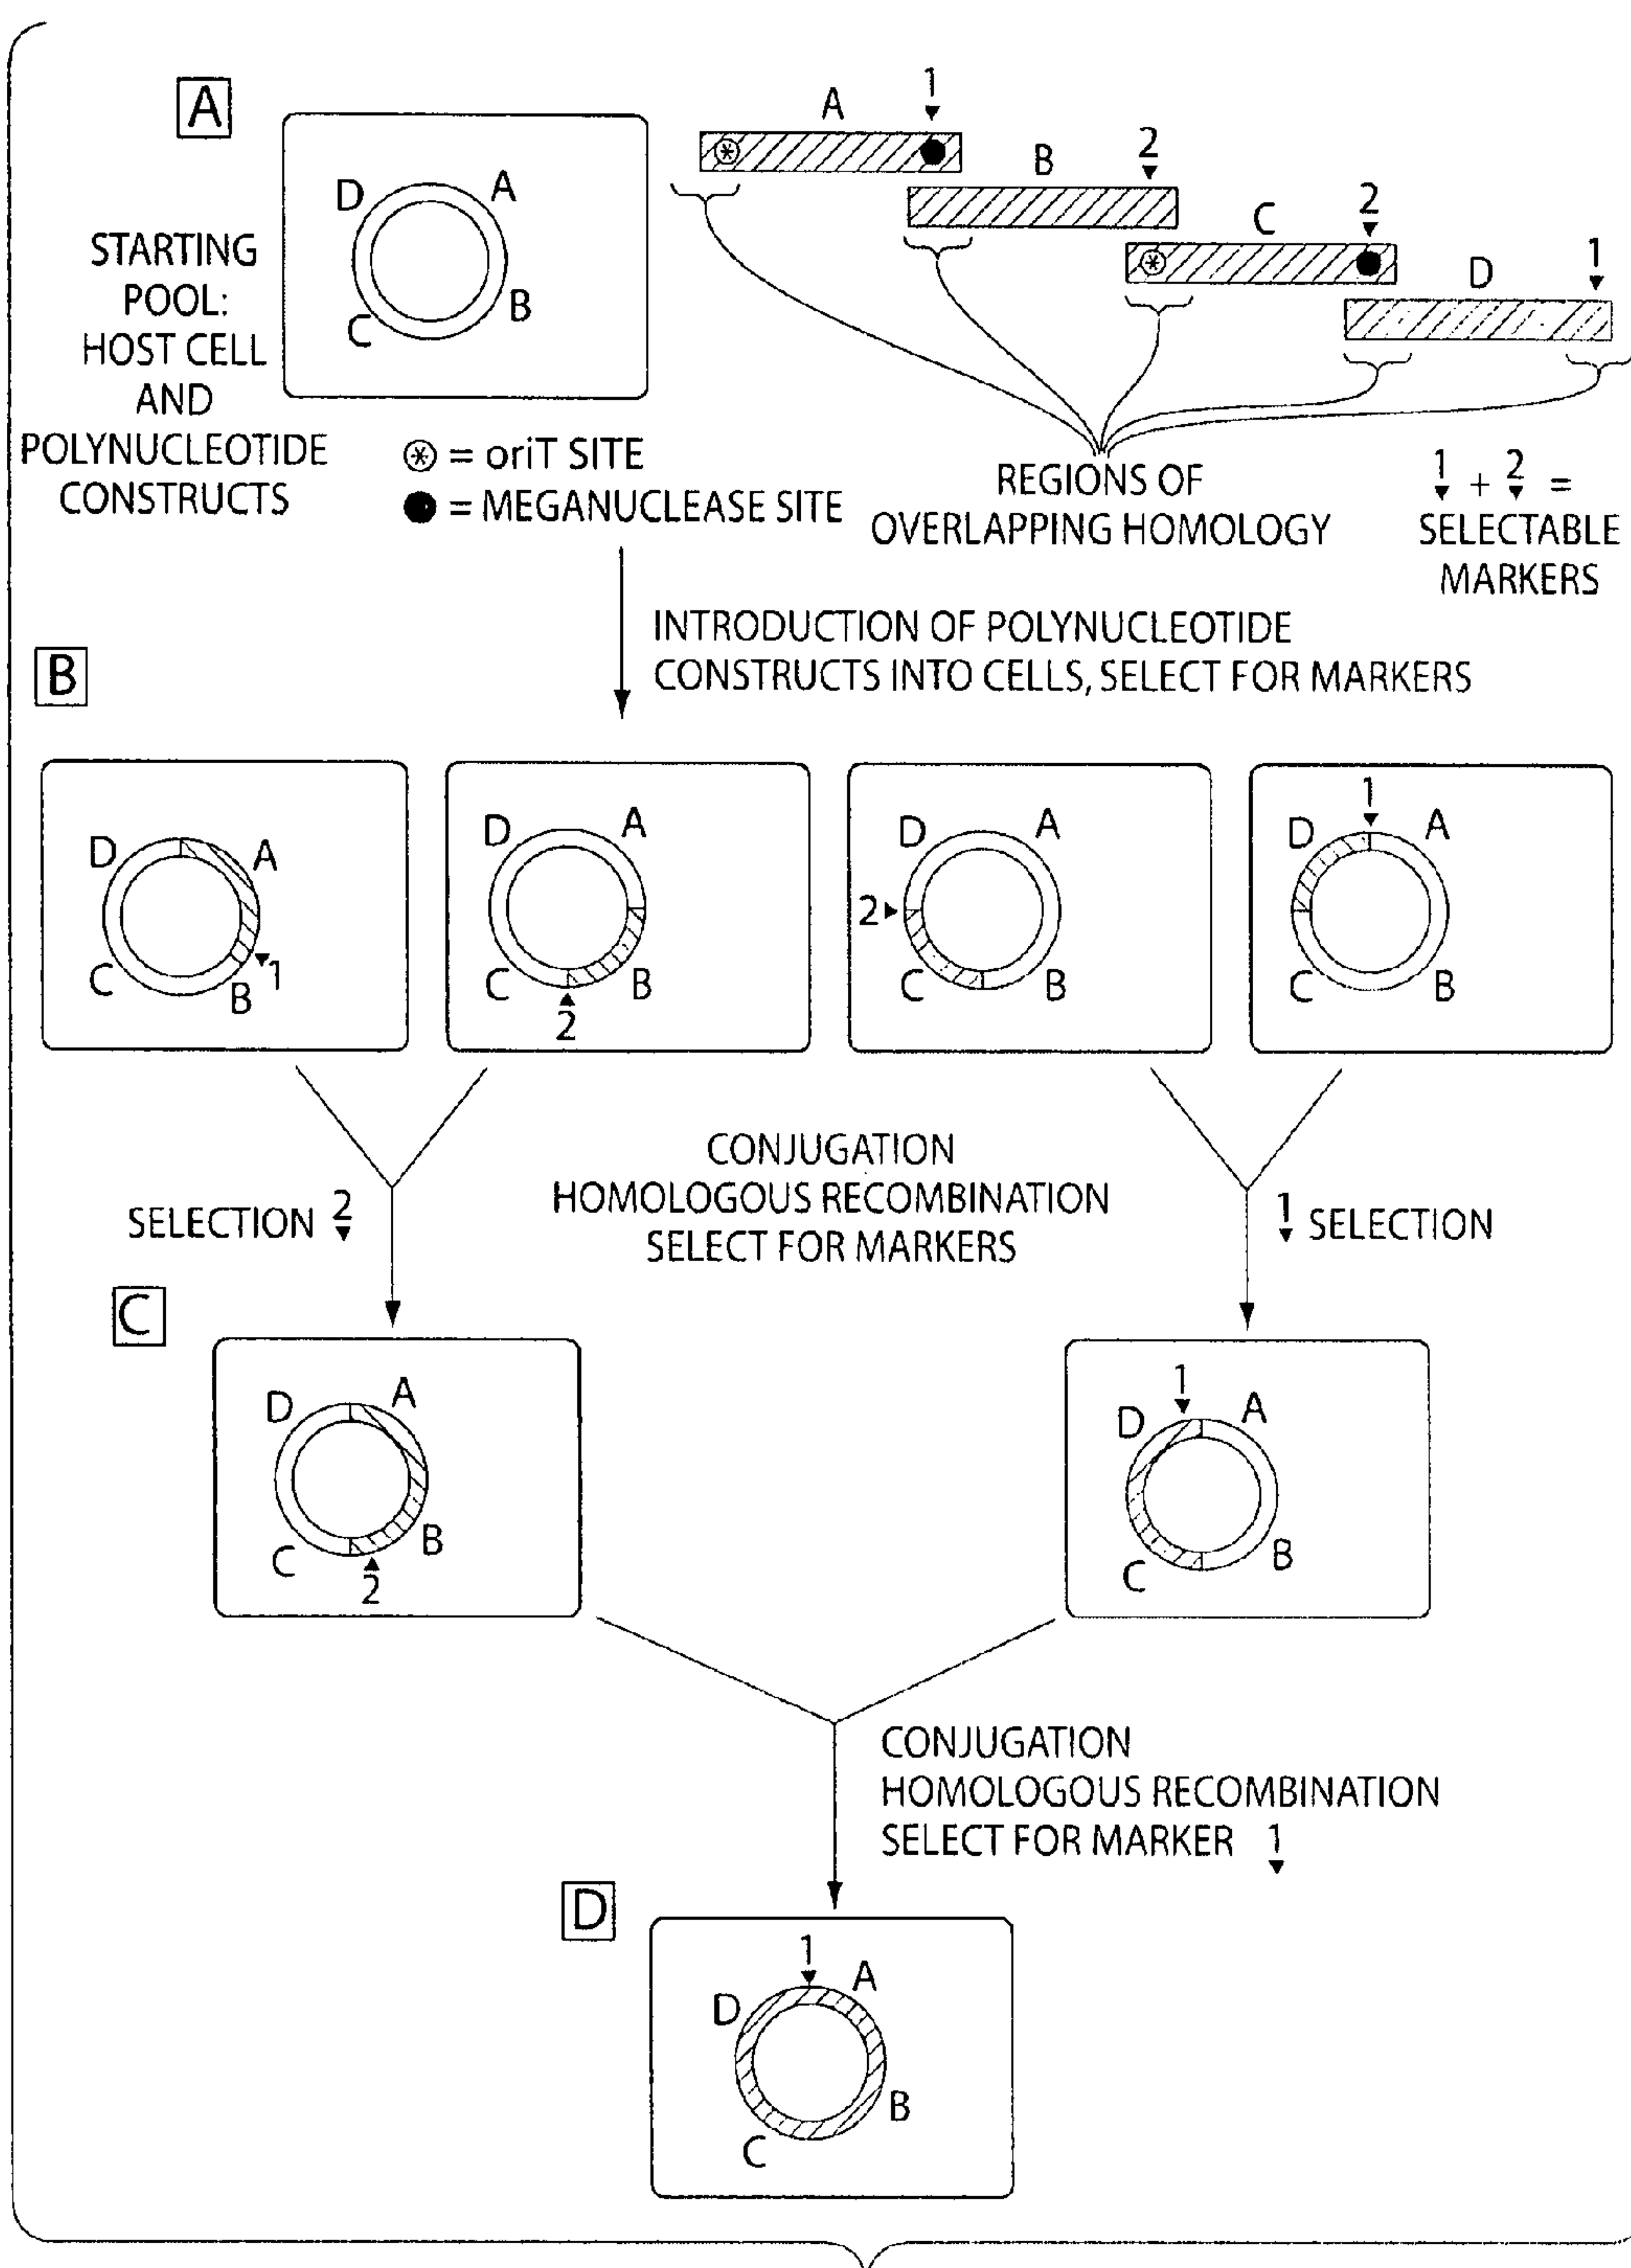 A
STARTING
POOL:
HOST CELL
AND
POLYNUCLEOTIDE
CONSTRUCTS
D A
C B
⊛ = oriT SITE
● = MEGANUCLEASE SITE
A 1
B 2
C 2
D 1
REGIONS OF
OVERLAPPING HOMOLOGY
1 + 2 =
SELECTABLE
MARKERS
INTRODUCTION OF POLYNUCLEOTIDE
CONSTRUCTS INTO CELLS, SELECT FOR MARKERS
B
D A
C B 1
D A
C B
2
D A
2
C B
1
D A
C B
SELECTION 2
CONJUGATION
HOMOLOGOUS RECOMBINATION
SELECT FOR MARKERS
1 SELECTION
C
D A
C B
2
1
D A
C B
CONJUGATION
HOMOLOGOUS RECOMBINATION
SELECT FOR MARKER 1
D
1
D A
C B